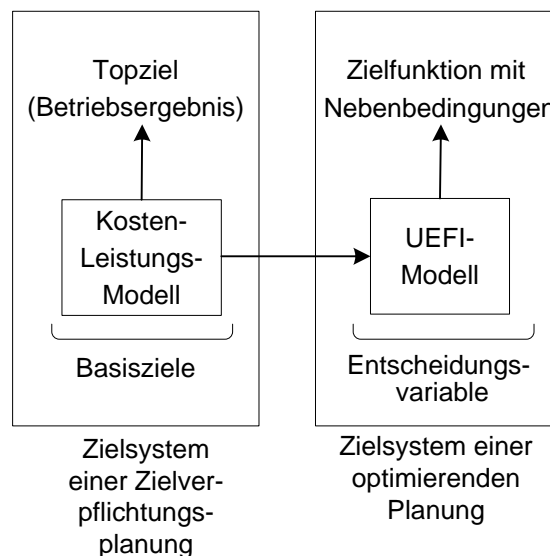 Topziel
(Betriebsergebnis)
Kosten-
Leistungs-
Modell
Basisziele
Zielsystem
einer Zielver-
pflichtungs-
planung
Zielfunktion mit
Nebenbedingungen
UEFI-
Modell
Entscheidungs-
variable
Zielsystem einer
optimierenden
Planung